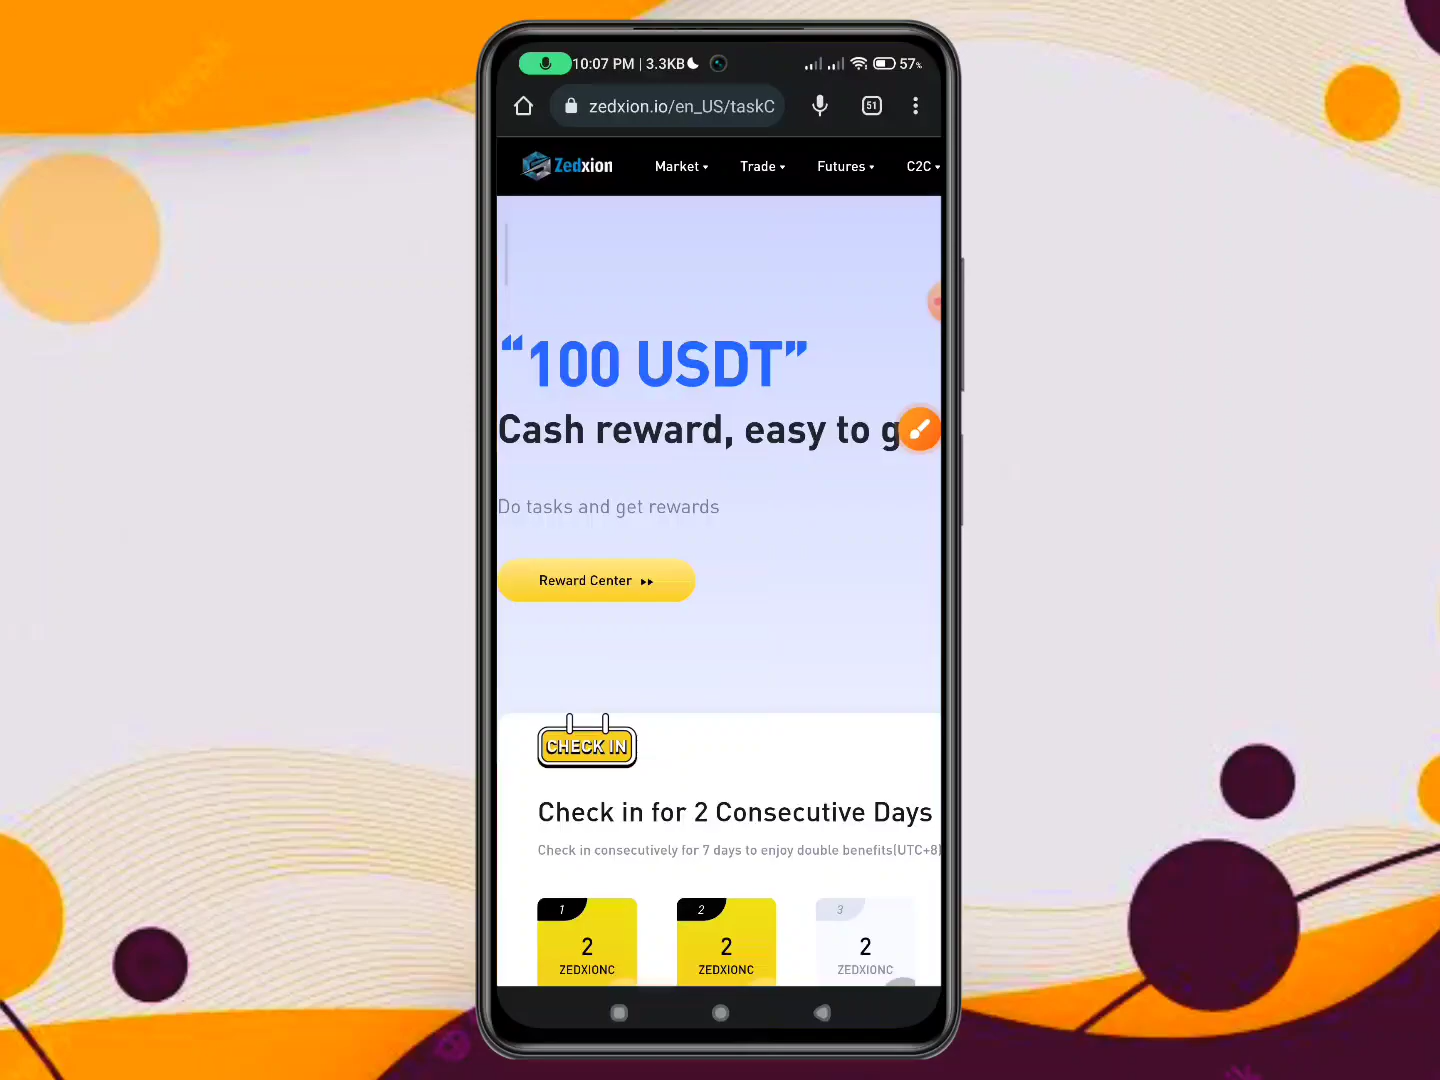 10:07 PM | 3.3KB
57%
zedxion.io/en_US/taskC
51
Zedxion
Market
Trade
Futures
C2C
“100 USDT”
Cash reward, easy to g
Do tasks and get rewards
Reward Center
CHECK IN
Check in for 2 Consecutive Days
Check in consecutively for 7 days to enjoy double benefits(UTC+8)
1
2
3
2
2
2
ZEDXIONC
ZEDXIONC
ZEDXIONC